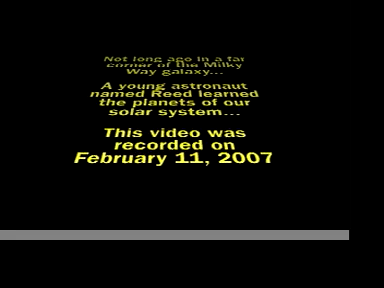 Not long ago in a far
corner of the Milky
Way galaxy...
A young astronaut
named Reed learned
the planets of our
solar system...
This video was
recorded on
February 11, 2007